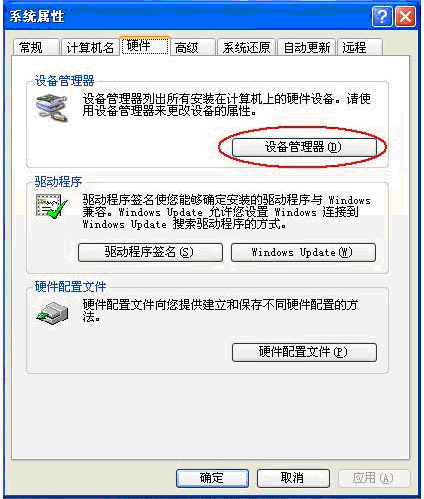 系统属性
常规 计算机名 硬件 高级 系统还原 自动更新 远程
设备管理器
设备管理器列出所有安装在计算机上的硬件设备。请使
用设备管理器来更改设备的属性。
设备管理器(D)
驱动程序
驱动程序签名使您能够确定安装的驱动程序与 Windows
兼容。Windows Update 允许您设置 Windows 连接到
Windows Update 搜索驱动程序的方式。
驱动程序签名(S) Windows Update(W)
硬件配置文件
硬件配置文件向您提供建立和保存不同硬件配置的方
法。
硬件配置文件(P)
确定 取消 应用(A)